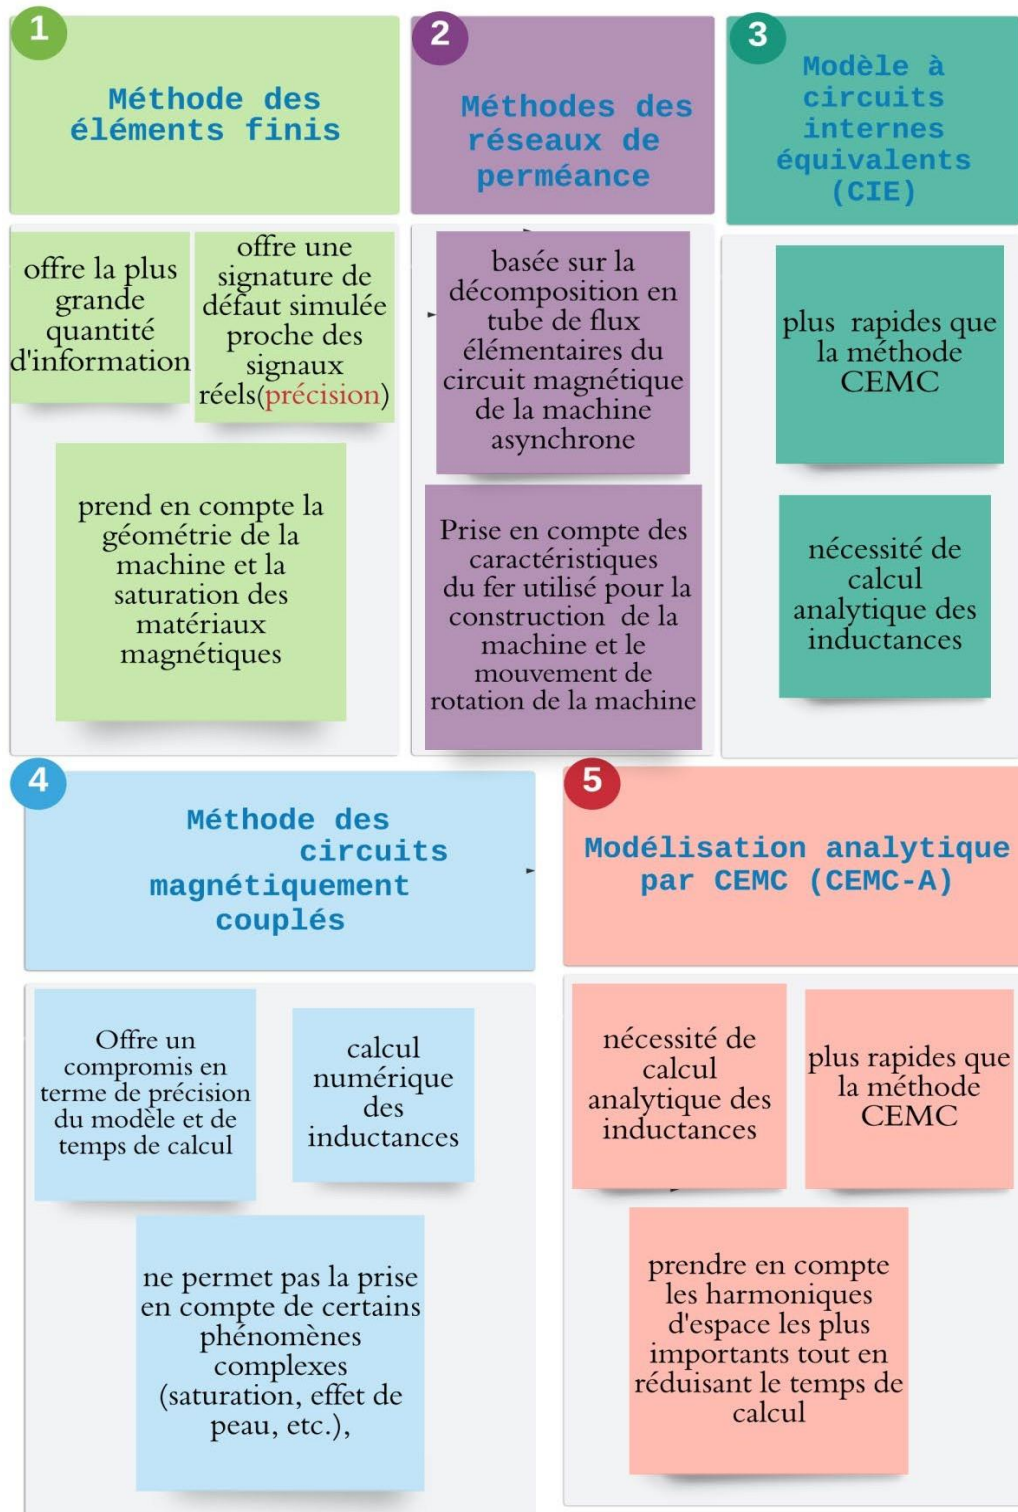 1
Méthode des
éléments finis
offre la plus
grande
quantité
d'information
offre une
signature de
défaut simulée
proche des
signaux
réels(précision)
prend en compte la
géométrie de la
machine et la
saturation des
matériaux
magnétiques
2
Méthodes des
réseaux de
perméance
basée sur la
décomposition en
tube de flux
élémentaires du
circuit magnétique
de la machine
asynchrone
Prise en compte des
caractéristiques
du fer utilisé pour la
construction de la
machine et le
mouvement de
rotation de la machine
3
Modèle à
circuits
internes
équivalents
(CIE)
plus rapides que
la méthode
CEMC
nécessité de
calcul
analytique des
inductances
4
Méthode des
circuits
magnétiquement
couplés
Offre un
compromis en
terme de précision
du modèle et de
temps de calcul
calcul
numérique
des
inductances
ne permet pas la prise
en compte de certains
phénomènes
complexes
(saturation, effet de
peau, etc.),
5
Modélisation analytique
par CEMC (CEMC-A)
nécessité de
calcul
analytique des
inductances
plus rapides que
la méthode
CEMC
prendre en compte
les harmoniques
d'espace les plus
importants tout en
réduisant le temps de
calcul